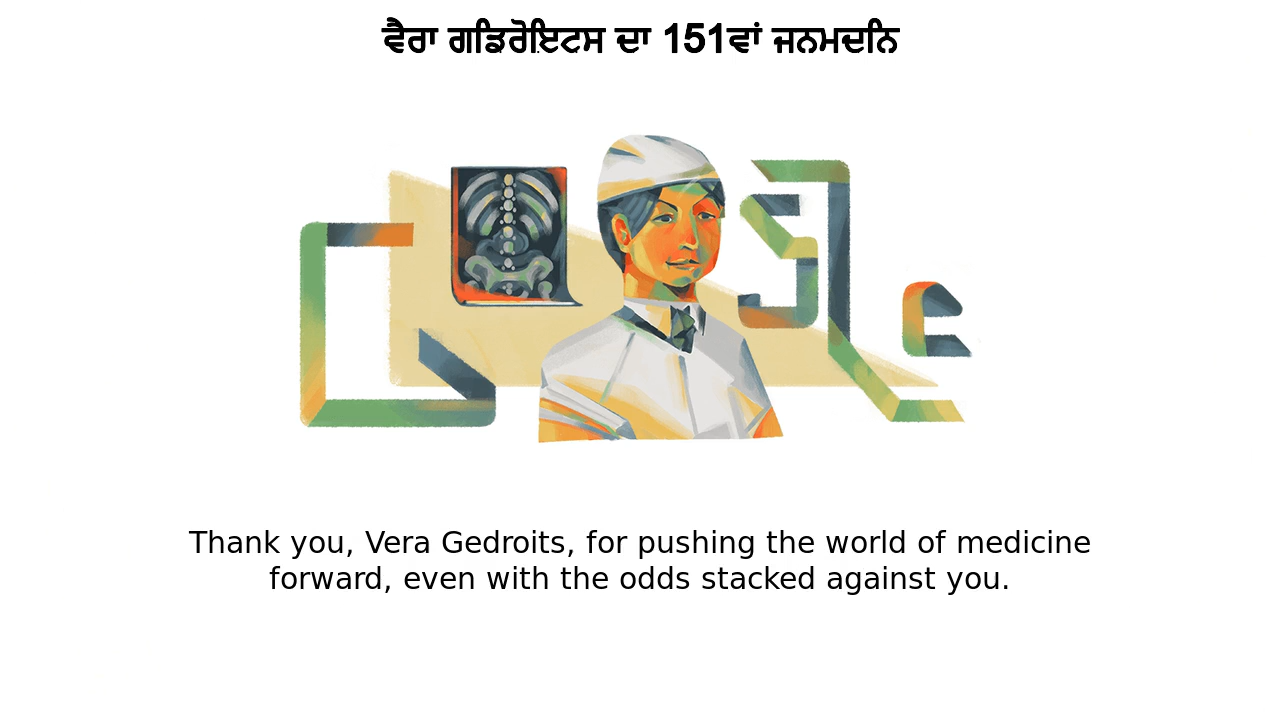 ਵੈਰਾ ਗਿਡਰੋਇਟਸ ਦਾ 151ਵਾਂ ਜਨਮਦਿਨ
Thank you, Vera Gedroits, for pushing the world of medicine
forward, even with the odds stacked against you.